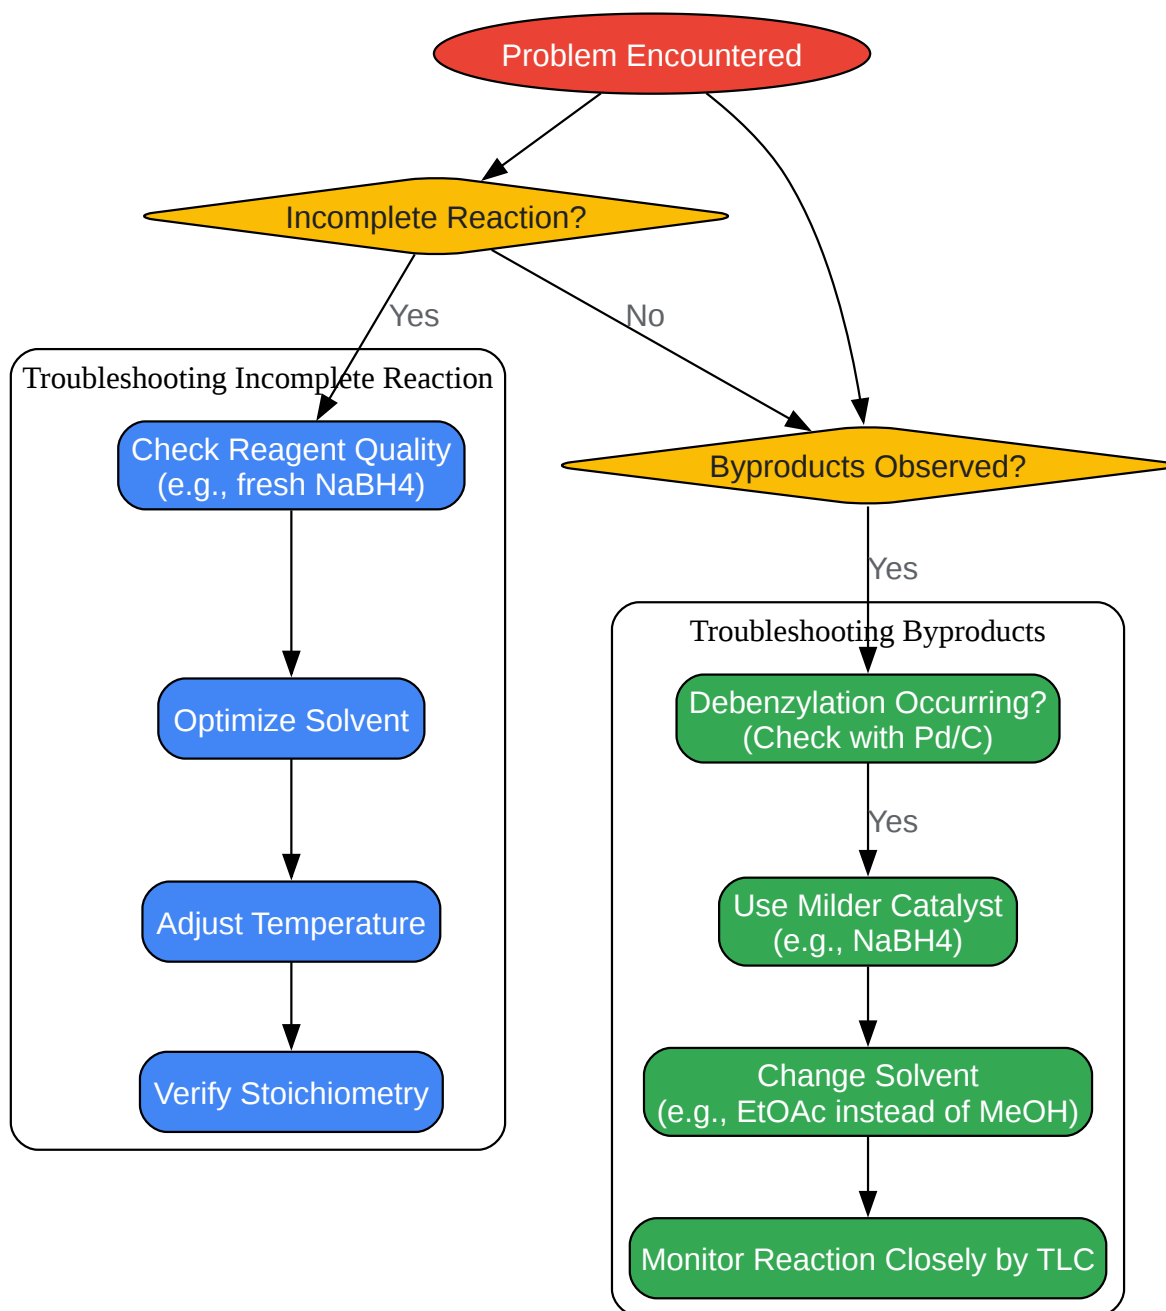 Problem Encountered
Incomplete Reaction?
Yes
No
Troubleshooting Incomplete Reaction
Check Reagent Quality
(e.g., fresh NaBH4)
Optimize Solvent
Adjust Temperature
Verify Stoichiometry
Byproducts Observed?
Yes
Troubleshooting Byproducts
Debenzylation Occurring?
(Check with Pd/C)
Yes
Use Milder Catalyst
(e.g., NaBH4)
Change Solvent
(e.g., EtOAc instead of MeOH)
Monitor Reaction Closely by TLC